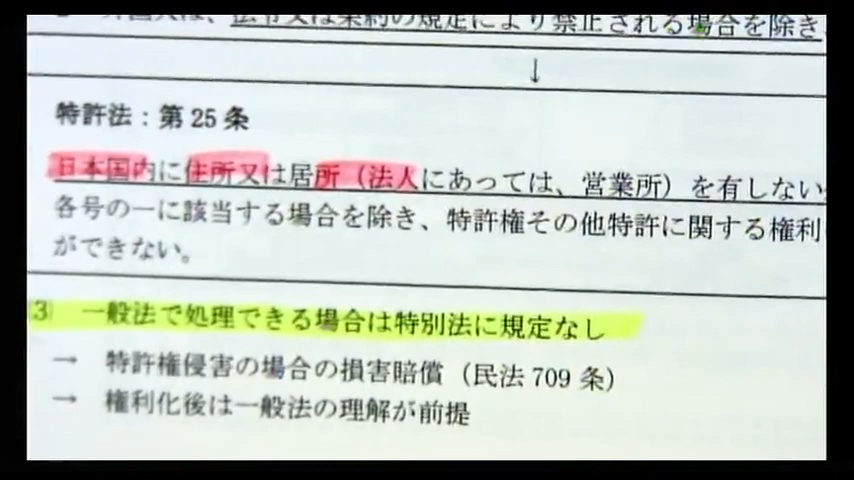 外国人は、法令又は条約の規定により禁止される場合を除き、
↓
特許法：第25条
日本国内に住所又は居所（法人にあっては、営業所）を有しない
各号の一に該当する場合を除き、特許権その他特許に関する権利
ができない。
(3) 一般法で処理できる場合は特別法に規定なし
→ 特許権侵害の場合の損害賠償（民法709条）
→ 権利化後は一般法の理解が前提